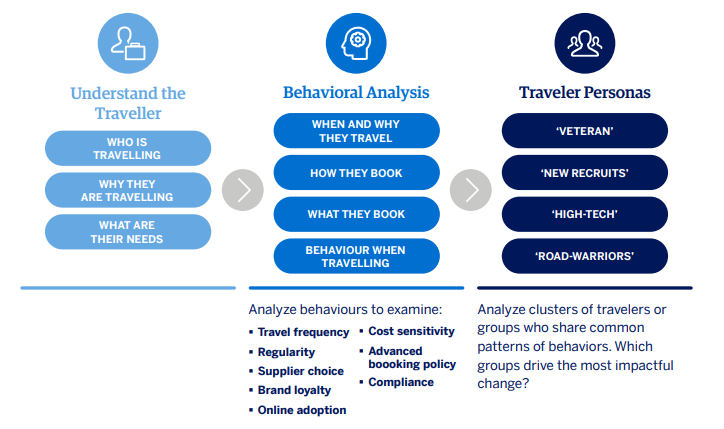 Understand the
Traveller
WHO IS
TRAVELLING
WHY THEY
ARE TRAVELLING
WHAT ARE
THEIR NEEDS
Behavioral Analysis
WHEN AND WHY
THEY TRAVEL
HOW THEY BOOK
WHAT THEY BOOK
BEHAVIOUR WHEN
TRAVELLING
Analyze behaviours to examine:
▪ Travel frequency
▪ Regularity
▪ Supplier choice
▪ Brand loyalty
▪ Online adoption
▪ Cost sensitivity
▪ Advanced
boooking policy
▪ Compliance
Traveler Personas
‘VETERAN’
‘NEW RECRUITS’
‘HIGH-TECH’
‘ROAD-WARRIORS’
Analyze clusters of travelers or
groups who share common
patterns of behaviors. Which
groups drive the most impactful
change?